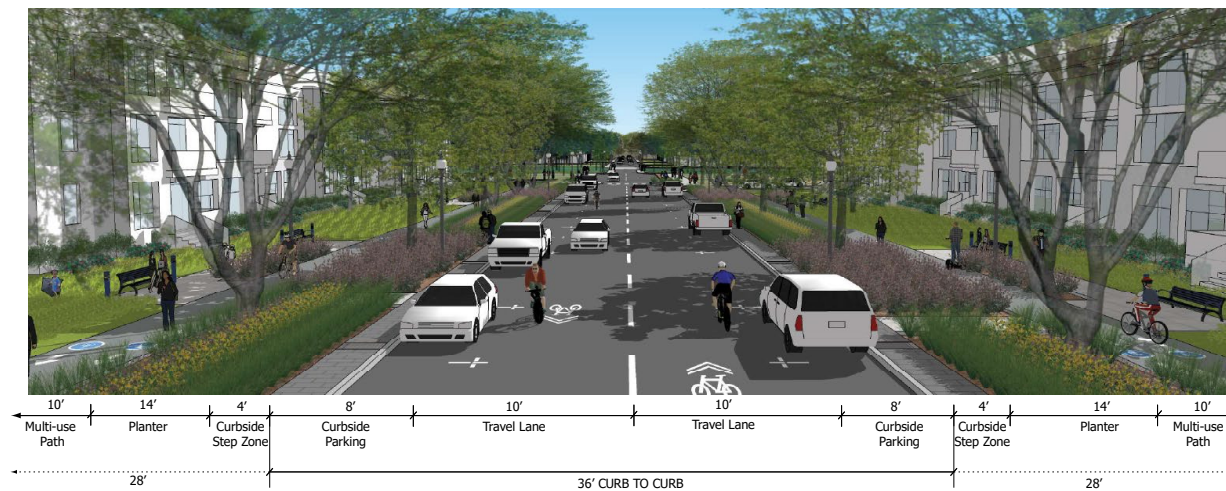 10’ 14’ 4’ 8’ 10’ 10’ 8’ 4’ 14’ 10’
Multi-use Path
Planter
Curbside Step Zone
Curbside Parking
Travel Lane
Travel Lane
Curbside Parking
Curbside Step Zone
Planter
Multi-use Path
28’ 36’ CURB TO CURB 28’